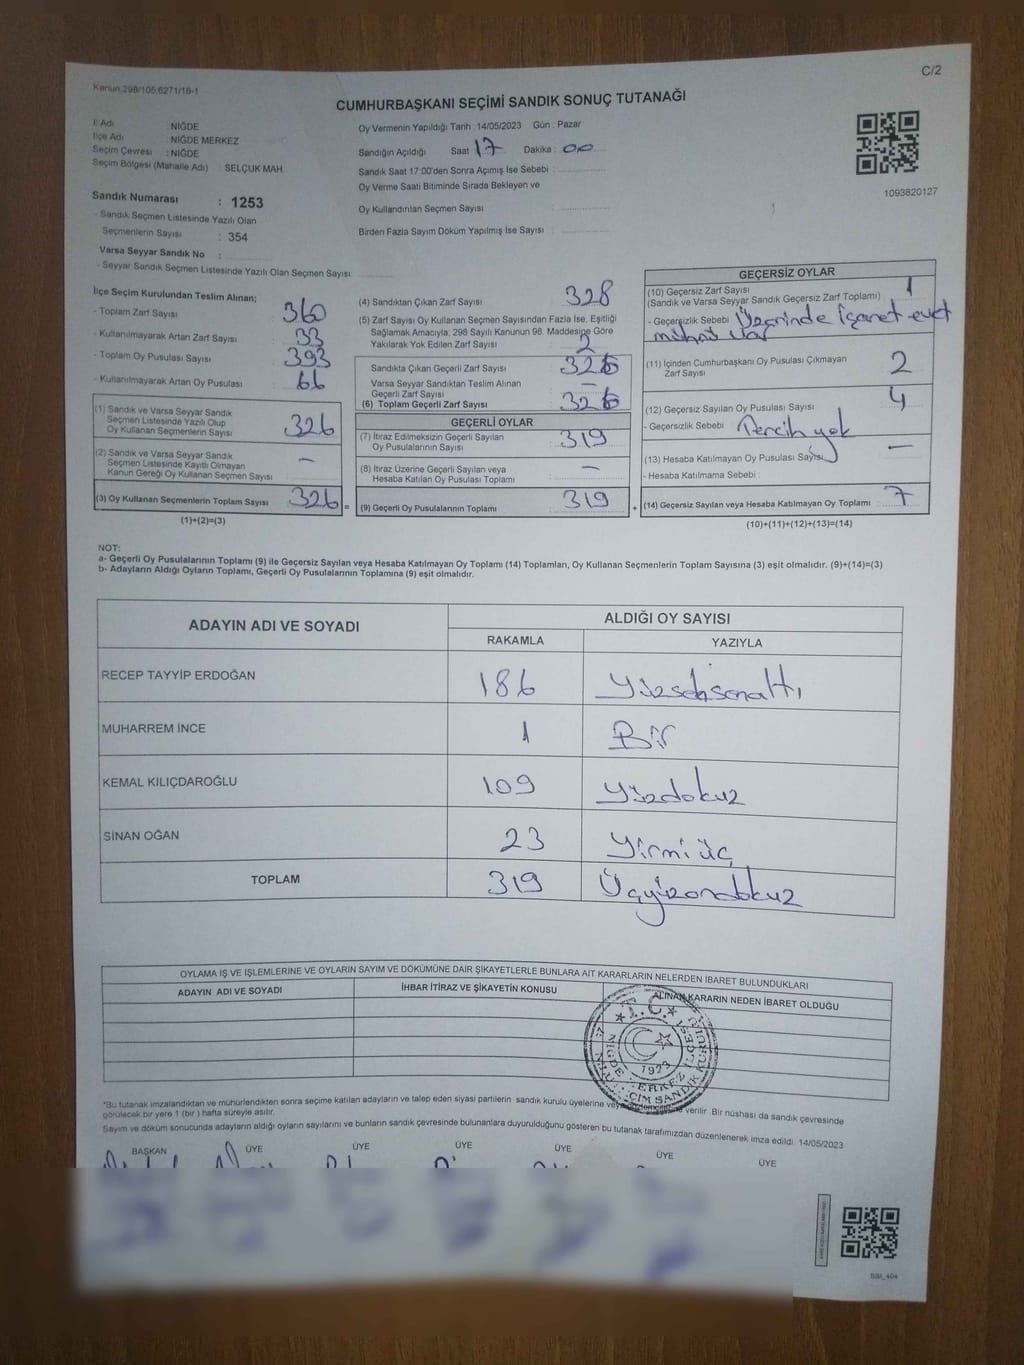 Kanun:298/105,6271/18-1
C/2
CUMHURBAŞKANI SEÇİMİ SANDIK SONUÇ TUTANAĞI
İl Adı : NİĞDE
İlçe Adı : NİĞDE MERKEZ
Seçim Çevresi : NİĞDE
Seçim Bölgesi (Mahalle Adı) SELÇUK MAH
Sandık Numarası : 1253
- Sandık Seçmen Listesinde Yazılı Olan
Seçmenlerin Sayısı : 354
Varsa Seyyar Sandık No :
- Seyyar Sandık Seçmen Listesinde Yazılı Olan Seçmen Sayısı:
Oy Vermenin Yapıldığı Tarih :14/05/2023 Gün : Pazar
Sandığın Açıldığı Saat 17 Dakika : 00
Sandık Saat 17:00'den Sonra Açımış İse Sebebi :
Oy Verme Saati Bitiminde Sırada Bekleyen ve
Oy Kullandırılan Seçmen Sayısı
Birden Fazla Sayım Döküm Yapılmış İse Sayısı :
1093820127
İlçe Seçim Kurulundan Teslim Alınan;
- Toplam Zarf Sayısı : 360
- Kullanılmayarak Artan Zarf Sayısı : 33
- Toplam Oy Pusulası Sayısı : 393
- Kullanılmayarak Artan Oy Pusulası : 66
(1) Sandık ve Varsa Seyyar Sandık
Seçmen Listesinde Yazılı Olup
Oy Kullanan Seçmenlerin Sayısı : 326
(2) Sandık ve Varsa Seyyar Sandık
Seçmen Listesinde Kayıtlı Olmayan
Kanun Gereği Oy Kullanan Seçmen Sayısı : –
(3) Oy Kullanan Seçmenlerin Toplam Sayısı : 326 =
(1)+(2)=(3)
(4) Sandıktan Çıkan Zarf Sayısı : 328
(5) Zarf Sayısı Oy Kullanan Seçmen Sayısından Fazla İse, Eşitliği
Sağlamak Amacıyla, 298 Sayılı Kanunun 98. Maddesine Göre
Yakılarak Yok Edilen Zarf Sayısı : 2
Sandıkta Çıkan Geçerli Zarf Sayısı : 326
Varsa Seyyar Sandıktan Teslim Alınan
Geçerli Zarf Sayısı : –
(6) Toplam Geçerli Zarf Sayısı : 326
GEÇERLİ OYLAR
(7) İtiraz Edilmeksizin Geçerli Sayılan
Oy Pusulalarının Sayısı : 319
(8) İtiraz Üzerine Geçerli Sayılan veya
Hesaba Katılan Oy Pusulası Toplamı : –
(9) Geçerli Oy Pusulalarının Toplamı : 319 +
GEÇERSİZ OYLAR
(10) Geçersiz Zarf Sayısı : 1
(Sandık ve Varsa Seyyar Sandık Geçersiz Zarf Toplamı)
- Geçersizlik Sebebi : Üzerinde İşaret evet
mühür var
(11) İçinden Cumhurbaşkanı Oy Pusulası Çıkmayan
Zarf Sayısı : 2
(12) Geçersiz Sayılan Oy Pusulası Sayısı : 4
- Geçersizlik Sebebi : Tercih yok
(13) Hesaba Katılmayan Oy Pusulası Sayısı : –
- Hesaba Katılmama Sebebi :
(14) Geçersiz Sayılan veya Hesaba Katılmayan Oy Toplamı : 7
(10)+(11)+(12)+(13)=(14)
NOT:
a- Geçerli Oy Pusulalarının Toplamı (9) ile Geçersiz Sayılan veya Hesaba Katılmayan Oy Toplamı (14) Toplamları, Oy Kullanan Seçmenlerin Toplam Sayısına (3) eşit olmalıdır. (9)+(14)=(3)
b- Adayların Aldığı Oyların Toplamı, Geçerli Oy Pusulalarının Toplamına (9) eşit olmalıdır.
ADAYIN ADI VE SOYADI ALDIĞI OY SAYISI
RAKAMLA YAZIYLA
RECEP TAYYİP ERDOĞAN 186 Yüzseksenaltı
MUHARREM İNCE 1 Bir
KEMAL KILIÇDAROĞLU 109 Yüzdokuz
SİNAN OĞAN 23 Yirmi üç
TOPLAM 319 Üçyüzondokuz
OYLAMA İŞ VE İŞLEMLERİNE VE OYLARIN SAYIM VE DÖKÜMÜNE DAİR ŞİKAYETLERLE BUNLARA AİT KARARLARIN NELERDEN İBARET BULUNDUKLARI
ADAYIN ADI VE SOYADI İHBAR İTİRAZ VE ŞİKAYETİN KONUSU ALINAN KARARIN NEDEN İBARET OLDUĞU
T.C.
1923
*Bu tutanak imzalandıktan ve mühürlendikten sonra seçime katılan adayların ve talep eden siyasi partilerin sandık kurulu üyelerine veya verilir .Bir nüshası da sandık çevresinde
görülecek bir yere 1 (bir ) hafta süreyle asılır.
Sayım ve döküm sonucunda adayların aldığı oyların sayılarını ve bunların sandık çevresinde bulunanlara duyurulduğunu gösteren bu tutanak tarafımızdan düzenlenerek imza edildi. 14/05/2023
BAŞKAN ÜYE ÜYE ÜYE ÜYE ÜYE ÜYE